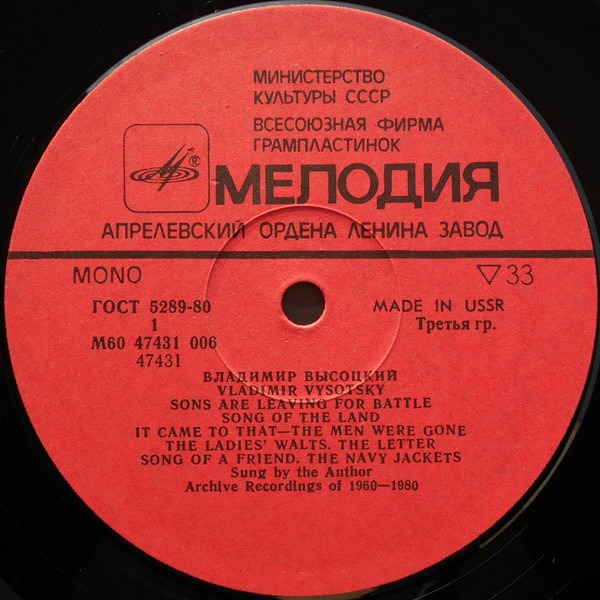 МИНИСТЕРСТВО
КУЛЬТУРЫ СССР
ВСЕСОЮЗНАЯ ФИРМА
ГРАМПЛАСТИНОК
®
МЕЛОДИЯ
АПРЕЛЕВСКИЙ ОРДЕНА ЛЕНИНА ЗАВОД
MONO ▽33
ГОСТ 5289-80 MADE IN USSR
1 Третья гр.
М60 47431 006
47431
ВЛАДИМИР ВЫСОЦКИЙ
VLADIMIR VYSOTSKY
SONS ARE LEAVING FOR BATTLE
SONG OF THE LAND
IT CAME TO THAT—THE MEN WERE GONE
THE LADIES' WALTS. THE LETTER
SONG OF A FRIEND. THE NAVY JACKETS
Sung by the Author
Archive Recordings of 1960—1980